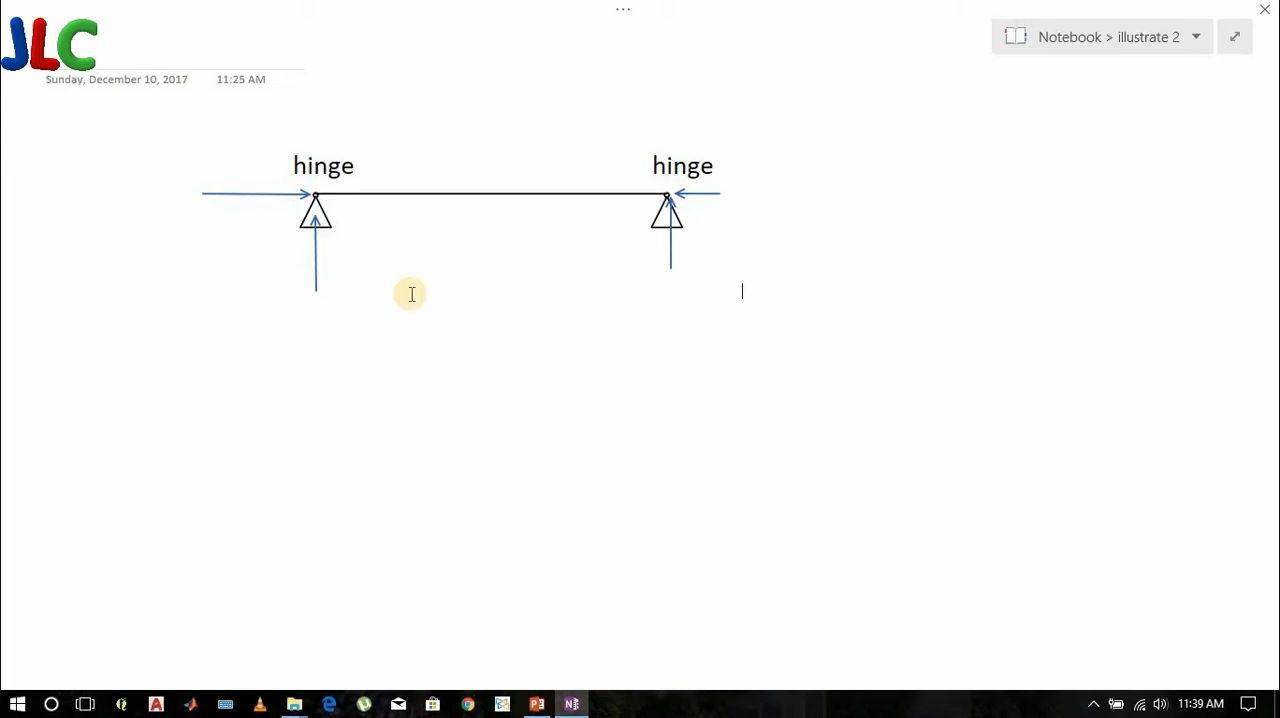 JLC
Notebook > illustrate 2
Sunday, December 10, 2017 11:25 AM
hinge hinge
11:39 AM